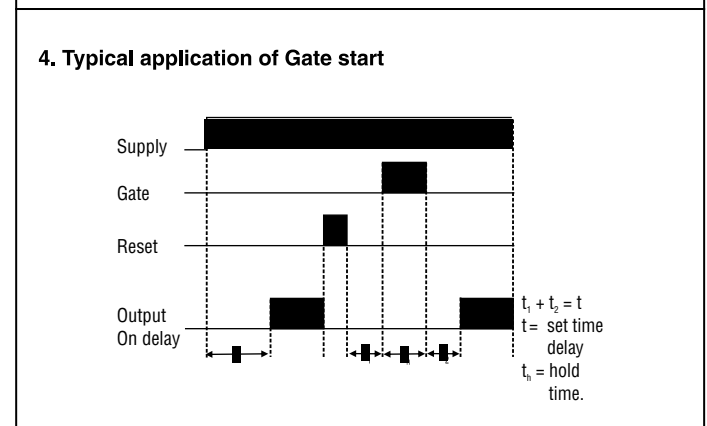 4. Typical application of Gate start
Supply
Gate
Reset
Output
On delay
t₁ + t₂ = t
t = set time
delay
tₕ = hold
time.